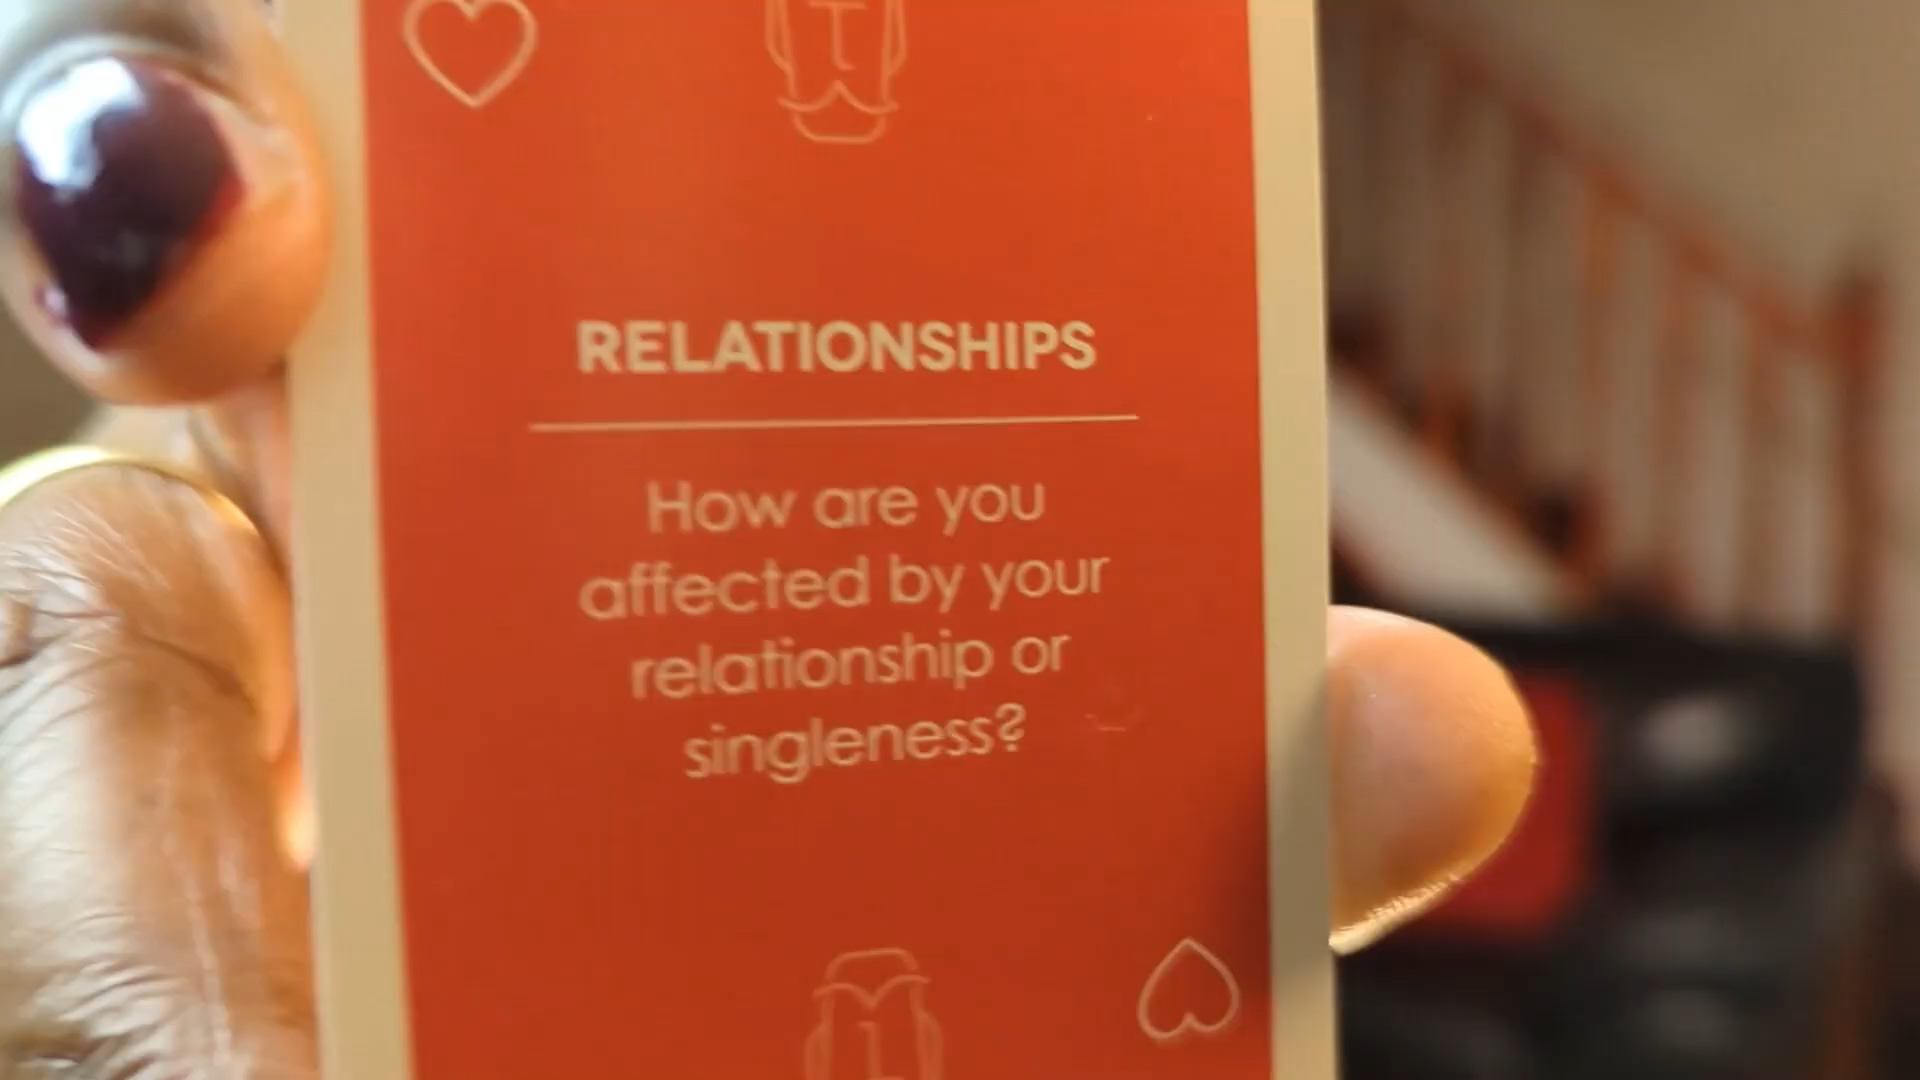 T
RELATIONSHIPS
How are you
affected by your
relationship or
singleness?